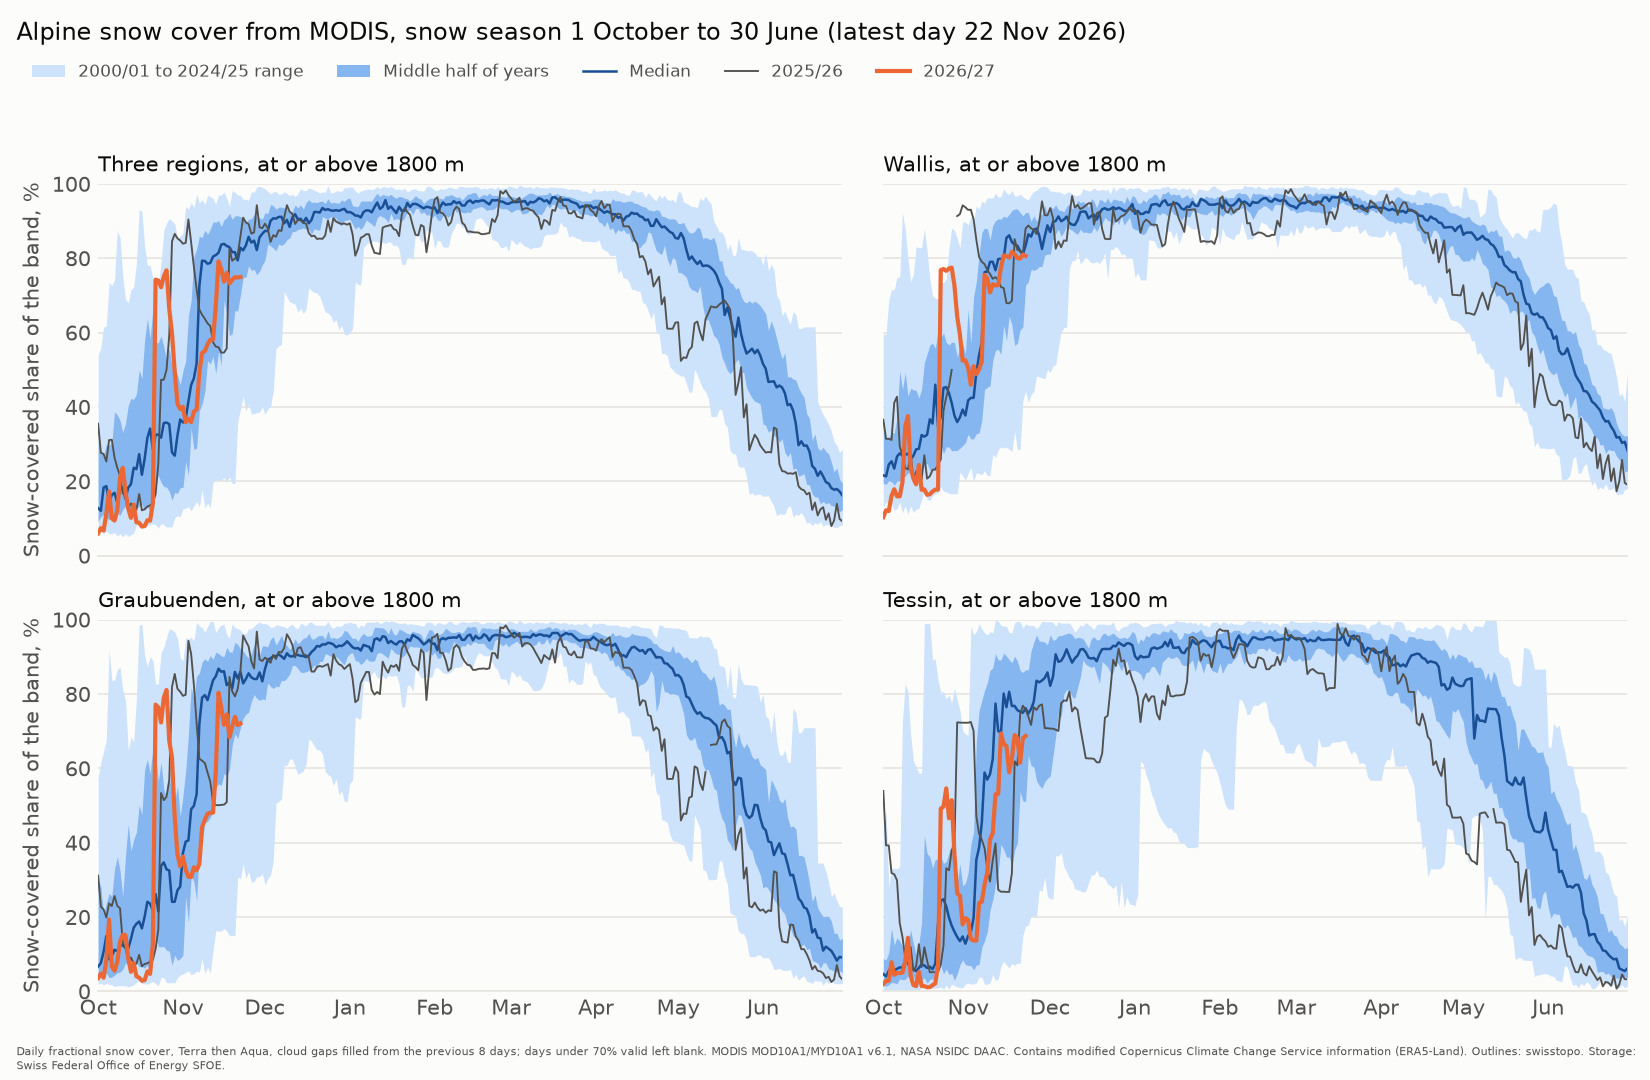 Alpine snow cover from MODIS, snow season 1 October to 30 June (latest day 22 Nov 2026)
2000/01 to 2024/25 range
Middle half of years
Median
2025/26
2026/27
Three regions, at or above 1800 m
Wallis, at or above 1800 m
Snow-covered share of the band, %
100
80
60
40
20
0
Graubuenden, at or above 1800 m
Tessin, at or above 1800 m
Snow-covered share of the band, %
100
80
60
40
20
0
Oct Nov Dec Jan Feb Mar Apr May Jun
Oct Nov Dec Jan Feb Mar Apr May Jun
Daily fractional snow cover, Terra then Aqua, cloud gaps filled from the previous 8 days; days under 70% valid left blank. MODIS MOD10A1/MYD10A1 v6.1, NASA NSIDC DAAC. Contains modified Copernicus Climate Change Service information (ERA5-Land). Outlines: swisstopo. Storage:
Swiss Federal Office of Energy SFOE.